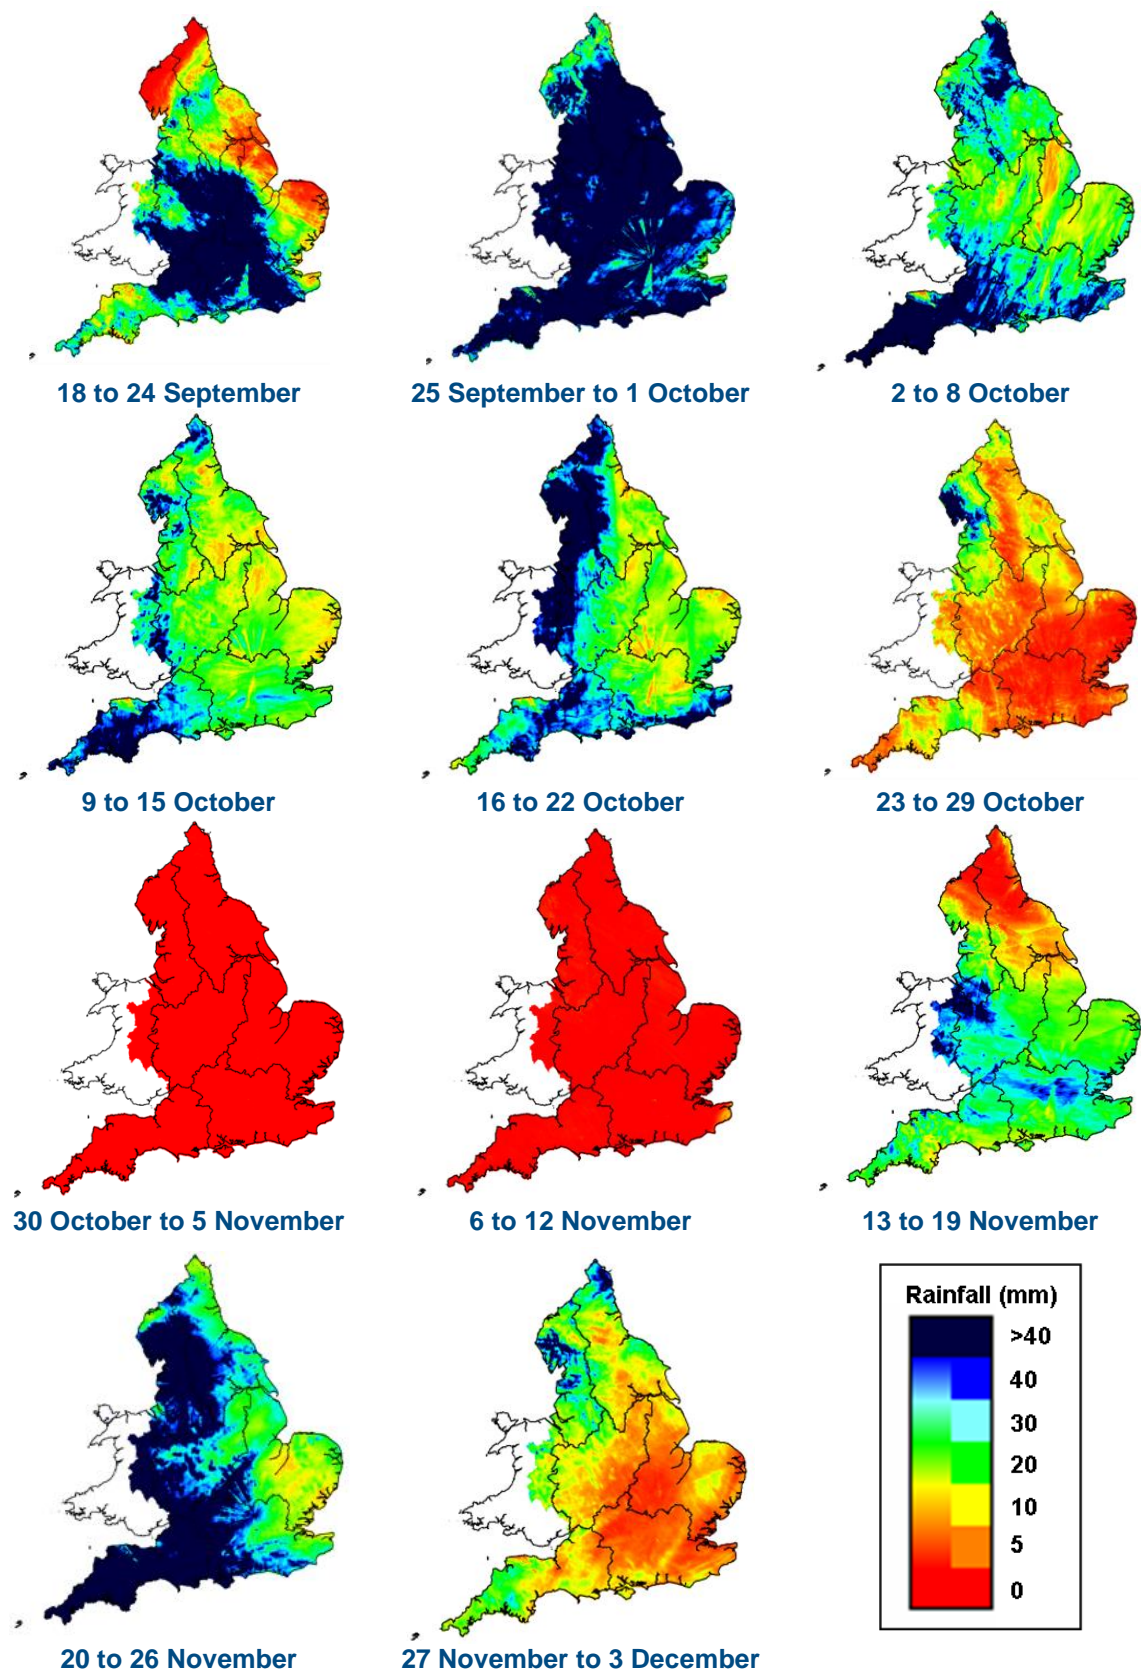 18 to 24 September
25 September to 1 October
2 to 8 October
9 to 15 October
16 to 22 October
23 to 29 October
30 October to 5 November
6 to 12 November
13 to 19 November
20 to 26 November
27 November to 3 December
Rainfall (mm)
>40
40
30
20
10
5
0